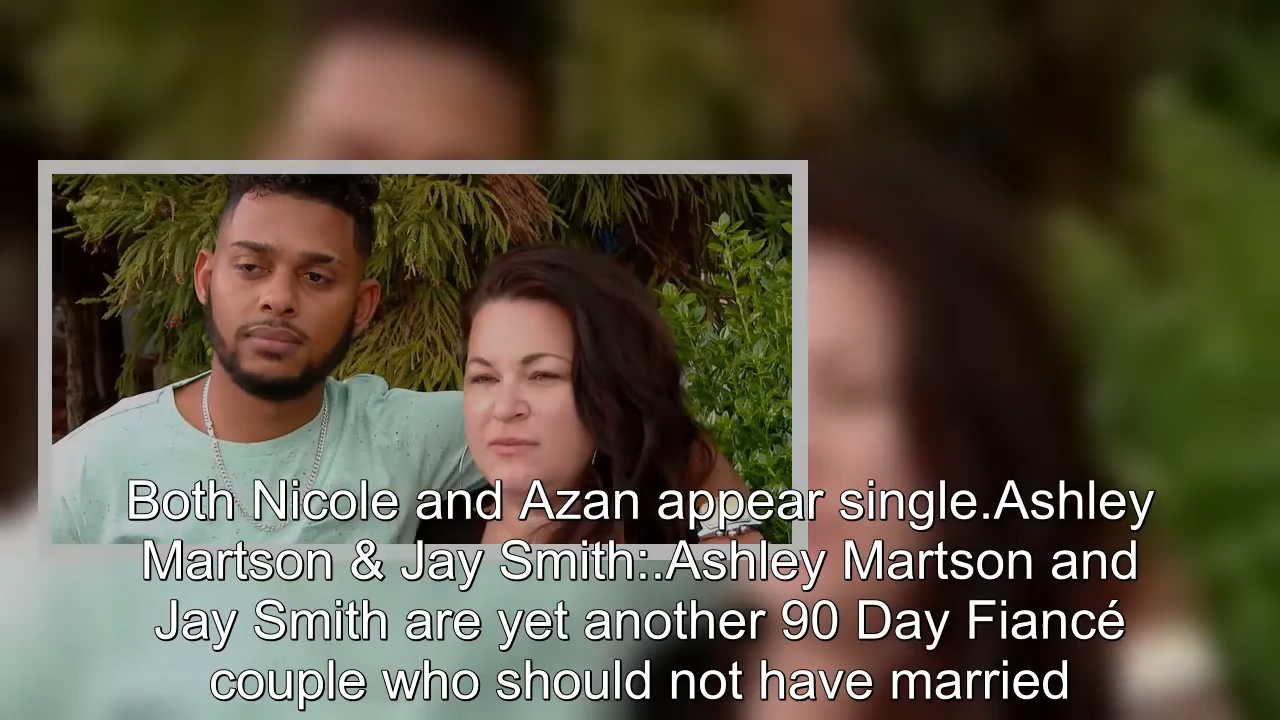 Both Nicole and Azan appear single.Ashley
Martson & Jay Smith:.Ashley Martson and
Jay Smith are yet another 90 Day Fiancé
couple who should not have married